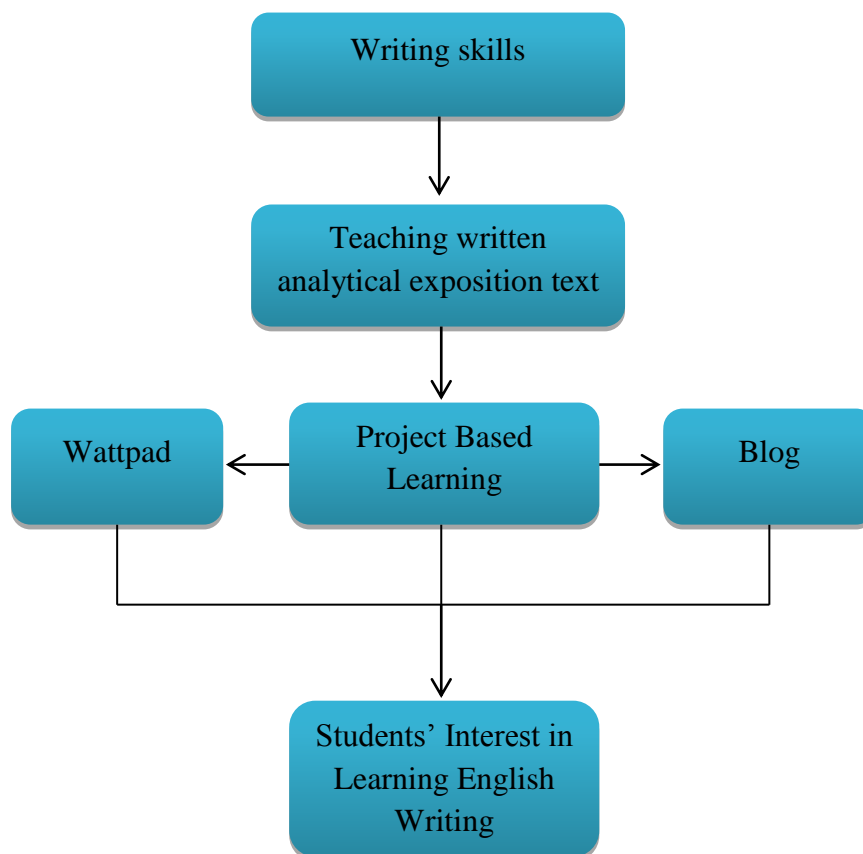 Writing skills
Teaching written
analytical exposition text
Wattpad
Project Based
Learning
Blog
Students’ Interest in
Learning English
Writing